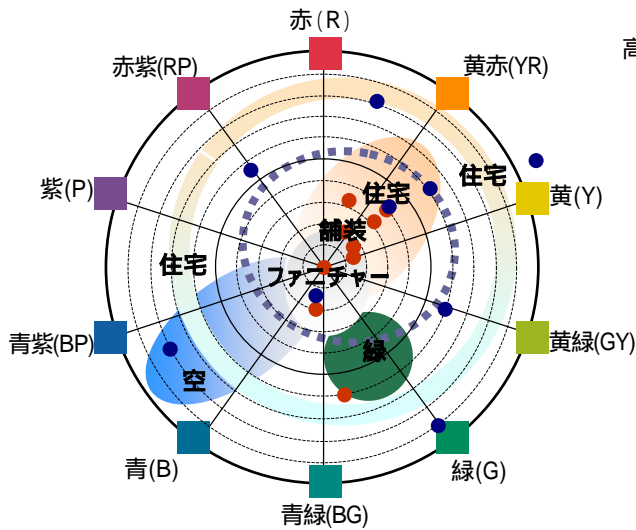 赤(R)
高
赤紫(RP)
黄赤(YR)
住宅
住宅
紫(P)
黄(Y)
舗装
住宅
ファニチャー
青紫(BP)
黄緑(GY)
緑
空
青(B)
緑(G)
青緑(BG)